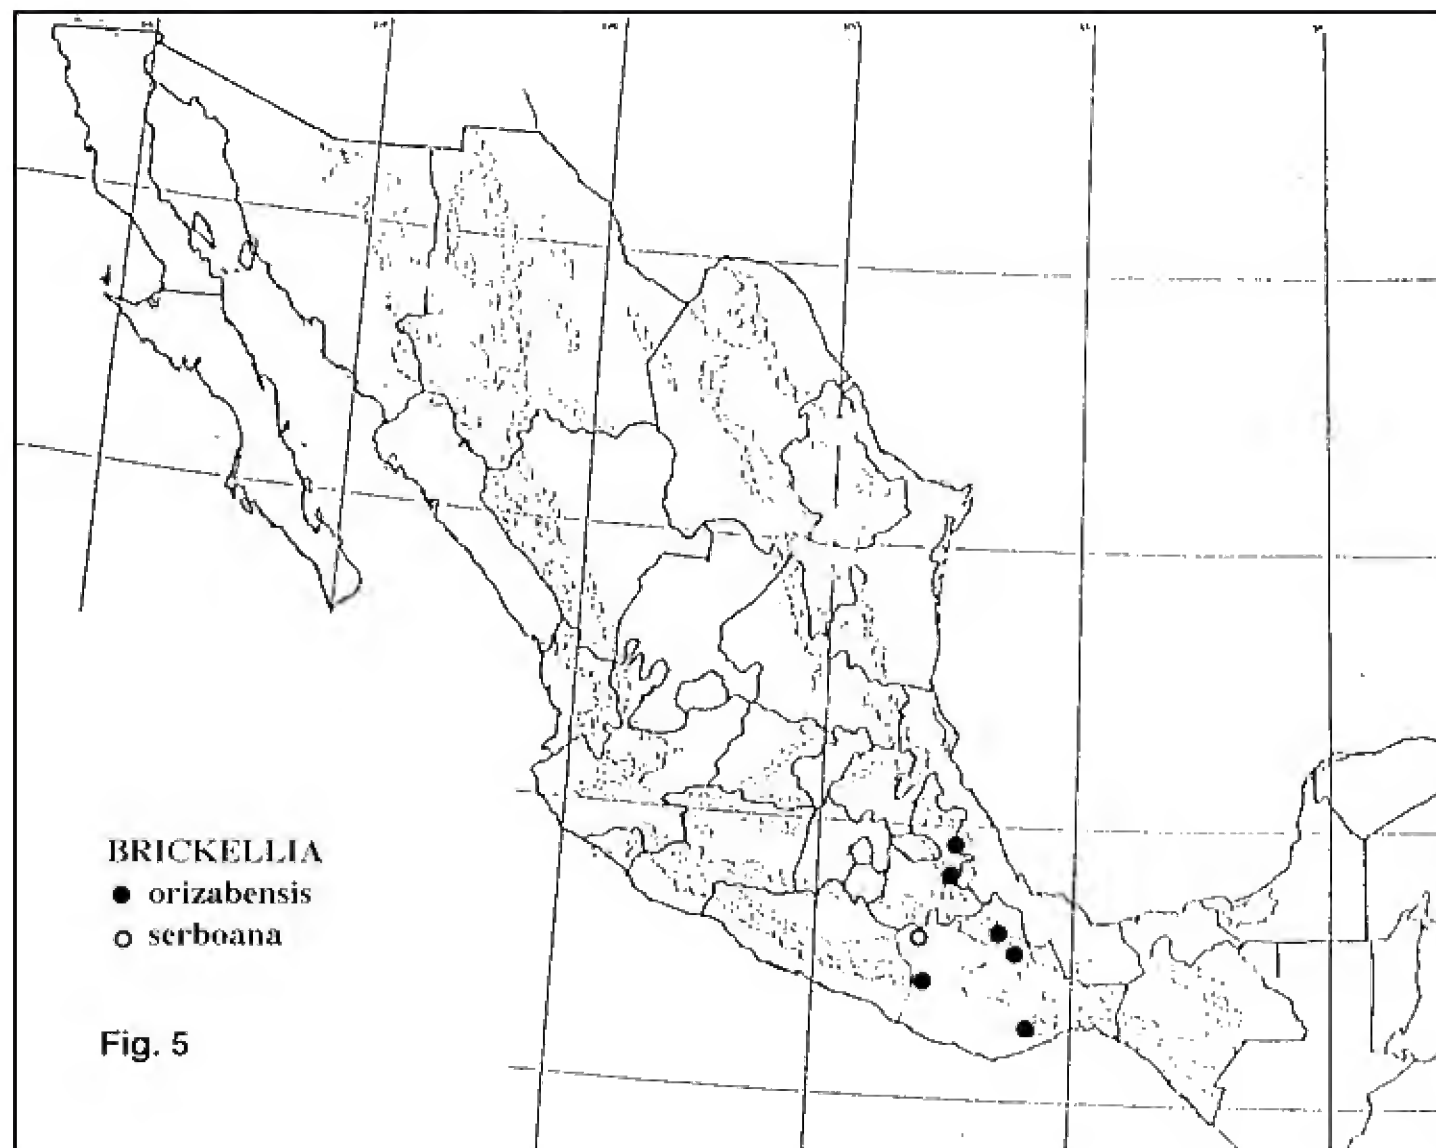 BRICKELLIA
● orizabensis
○ serboana
Fig. 5